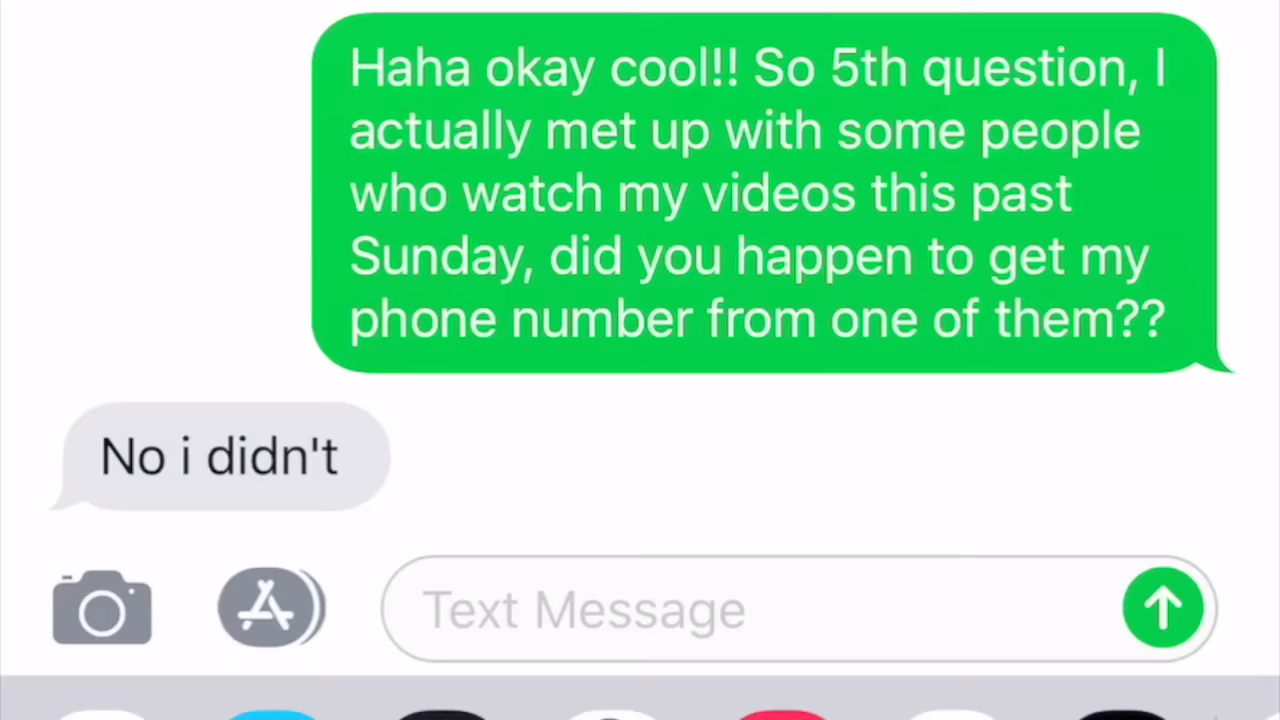 Haha okay cool!! So 5th question, I
actually met up with some people
who watch my videos this past
Sunday, did you happen to get my
phone number from one of them??
No i didn't
Text Message